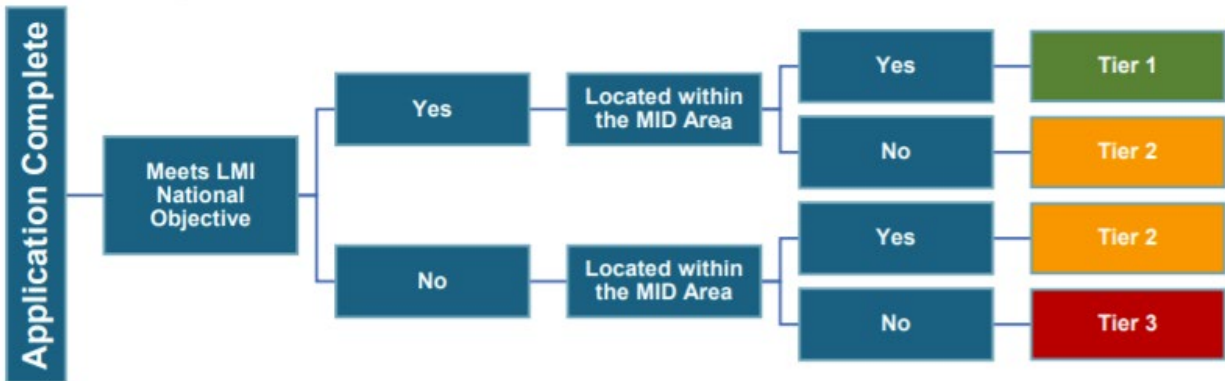 Application Complete
Meets LMI
National
Objective
Yes
Located within
the MID Area
Yes
Tier 1
No
Tier 2
No
Located within
the MID Area
Yes
Tier 2
No
Tier 3